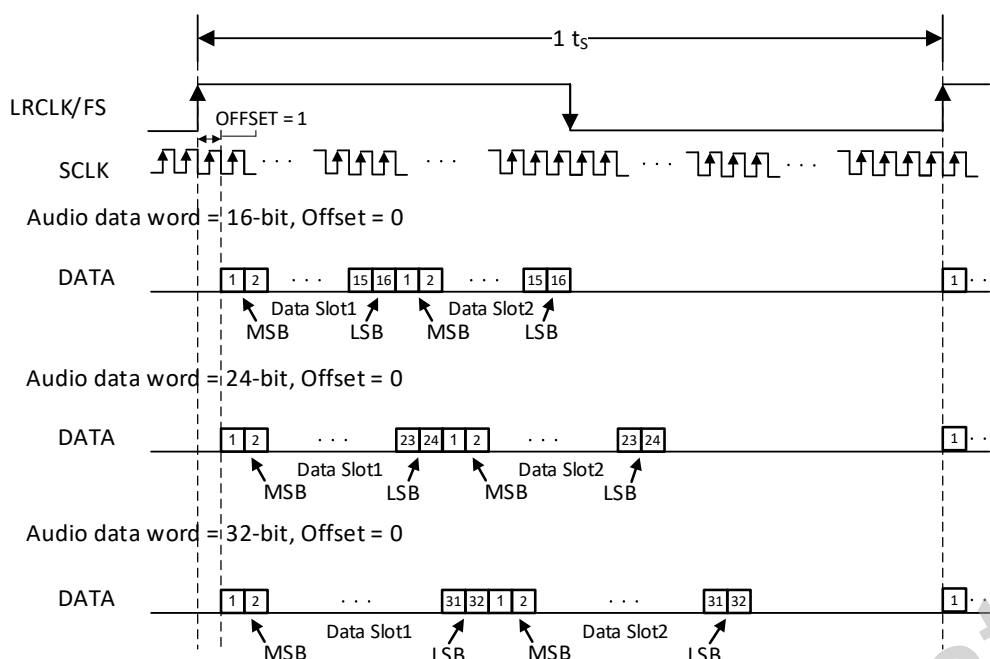 1 tS
LRCLK/FS
OFFSET = 1
SCLK
Audio data word = 16-bit, Offset = 0
DATA 1 2 · · · 15 16 1 2 · · · 15 16 1 · ·
Data Slot1 Data Slot2
MSB LSB MSB LSB
Audio data word = 24-bit, Offset = 0
DATA 1 2 · · · 23 24 1 2 · · · 23 24 1 · ·
Data Slot1 Data Slot2
MSB LSB MSB LSB
Audio data word = 32-bit, Offset = 0
DATA 1 2 · · · 31 32 1 2 · · · 31 32 1 · ·
Data Slot1 Data Slot2
MSB LSB MSB LSB